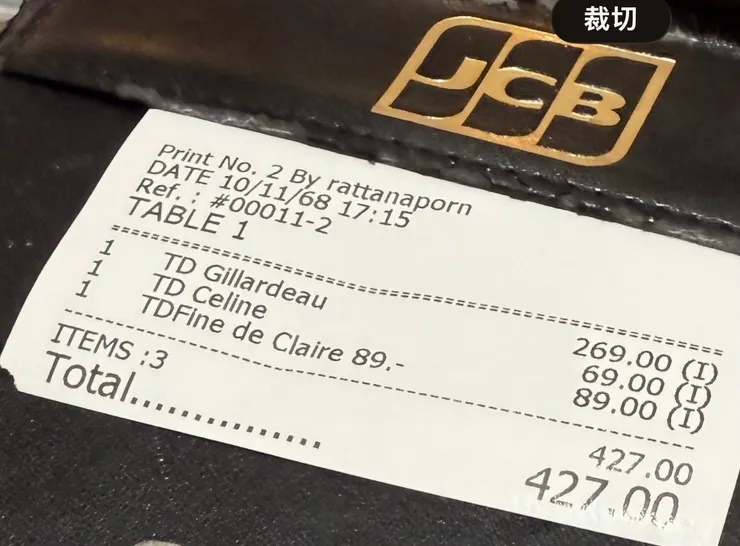 裁切
JCB
Print No. 2 By rattanaporn
DATE 10/11/68 17:15
Ref. : #00011-2
TABLE 1
1 TD Gillardeau 269.00 (I)
1 TD Celine 69.00 (I)
1 TDFine de Claire 89.- 89.00 (I)
ITEMS :3 427.00
Total............... 427.00